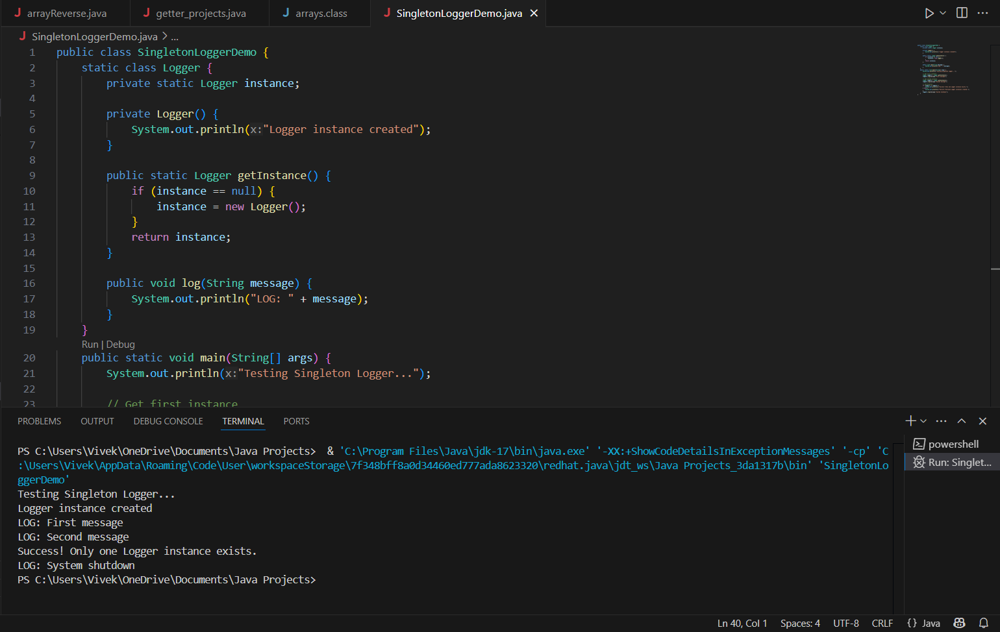 arrayReverse.java
getter_projects.java
arrays.class
SingletonLoggerDemo.java
SingletonLoggerDemo.java > ...
1 public class SingletonLoggerDemo {
2 static class Logger {
3 private static Logger instance;
4
5 private Logger() {
6 System.out.println(x:"Logger instance created");
7 }
8
9 public static Logger getInstance() {
10 if (instance == null) {
11 instance = new Logger();
12 }
13 return instance;
14 }
15
16 public void log(String message) {
17 System.out.println("LOG: " + message);
18 }
19 }
Run | Debug
20 public static void main(String[] args) {
21 System.out.println(x:"Testing Singleton Logger...");
22
23 // Get first instance
PROBLEMS OUTPUT DEBUG CONSOLE TERMINAL PORTS
PS C:\Users\Vivek\OneDrive\Documents\Java Projects> & 'C:\Program Files\Java\jdk-17\bin\java.exe' '-XX:+ShowCodeDetailsInExceptionMessages' '-cp' 'C
:\Users\Vivek\AppData\Roaming\Code\User\workspaceStorage\7f348bff8a0d34460ed777ada8623320\redhat.java\jdt_ws\Java Projects_3da1317b\bin' 'SingletonLo
ggerDemo'
Testing Singleton Logger...
Logger instance created
LOG: First message
LOG: Second message
Success! Only one Logger instance exists.
LOG: System shutdown
PS C:\Users\Vivek\OneDrive\Documents\Java Projects>
powershell
Run: Singlet...
Ln 40, Col 1 Spaces: 4 UTF-8 CRLF {} Java